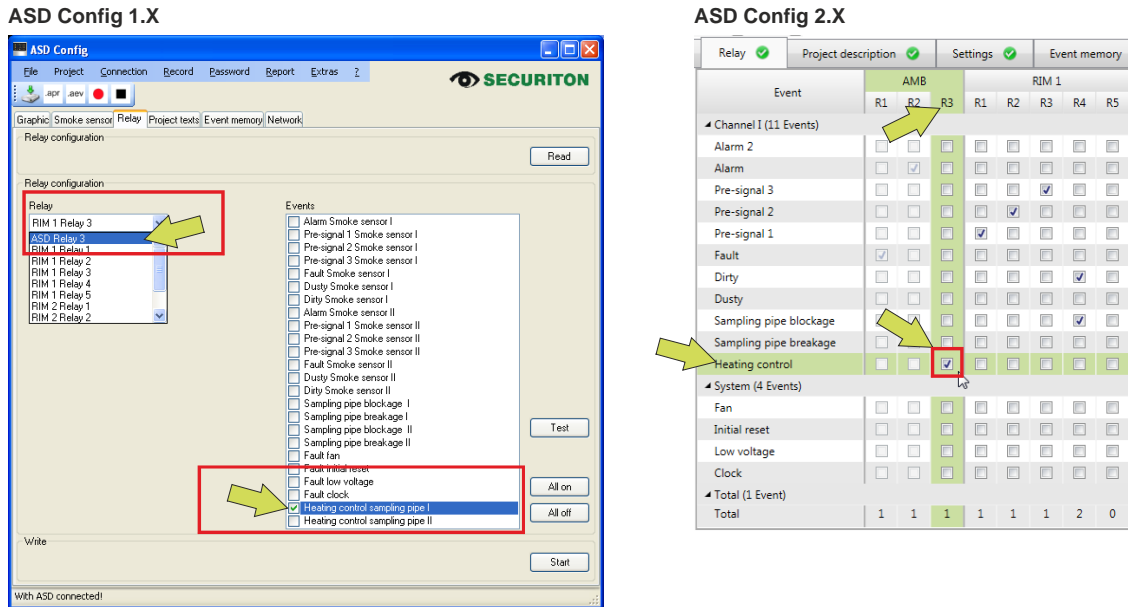 ASD Config 1.X
ASD Config
File Project Connection Record Password Report Extras ?
.apr .aev
SECURITON
Graphic Smoke sensor Relay Project texts Event memory Network
Relay configuration
Read
Relay configuration
Relay
RIM 1 Relay 3
ASD Relay 3
RIM 1 Relay 1
RIM 1 Relay 2
RIM 1 Relay 3
RIM 1 Relay 4
RIM 1 Relay 5
RIM 2 Relay 1
RIM 2 Relay 2
Events
Alarm Smoke sensor I
Pre-signal 1 Smoke sensor I
Pre-signal 2 Smoke sensor I
Pre-signal 3 Smoke sensor I
Fault Smoke sensor I
Dusty Smoke sensor I
Dirty Smoke sensor I
Alarm Smoke sensor II
Pre-signal 1 Smoke sensor II
Pre-signal 2 Smoke sensor II
Pre-signal 3 Smoke sensor II
Fault Smoke sensor II
Dusty Smoke sensor II
Dirty Smoke sensor II
Sampling pipe blockage I
Sampling pipe breakage I
Sampling pipe blockage II
Sampling pipe breakage II
Fault fan
Fault initial reset
Fault low voltage
Fault clock
Heating control sampling pipe I
Heating control sampling pipe II
Test
All on
All off
Write
Start
With ASD connected!
ASD Config 2.X
Relay Project description Settings Event memory
Event AMB RIM 1
R1 R2 R3 R1 R2 R3 R4 R5
Channel I (11 Events)
Alarm 2
Alarm
Pre-signal 3
Pre-signal 2
Pre-signal 1
Fault
Dirty
Dusty
Sampling pipe blockage
Sampling pipe breakage
Heating control
System (4 Events)
Fan
Initial reset
Low voltage
Clock
Total (1 Event)
Total 1 1 1 1 1 1 2 0